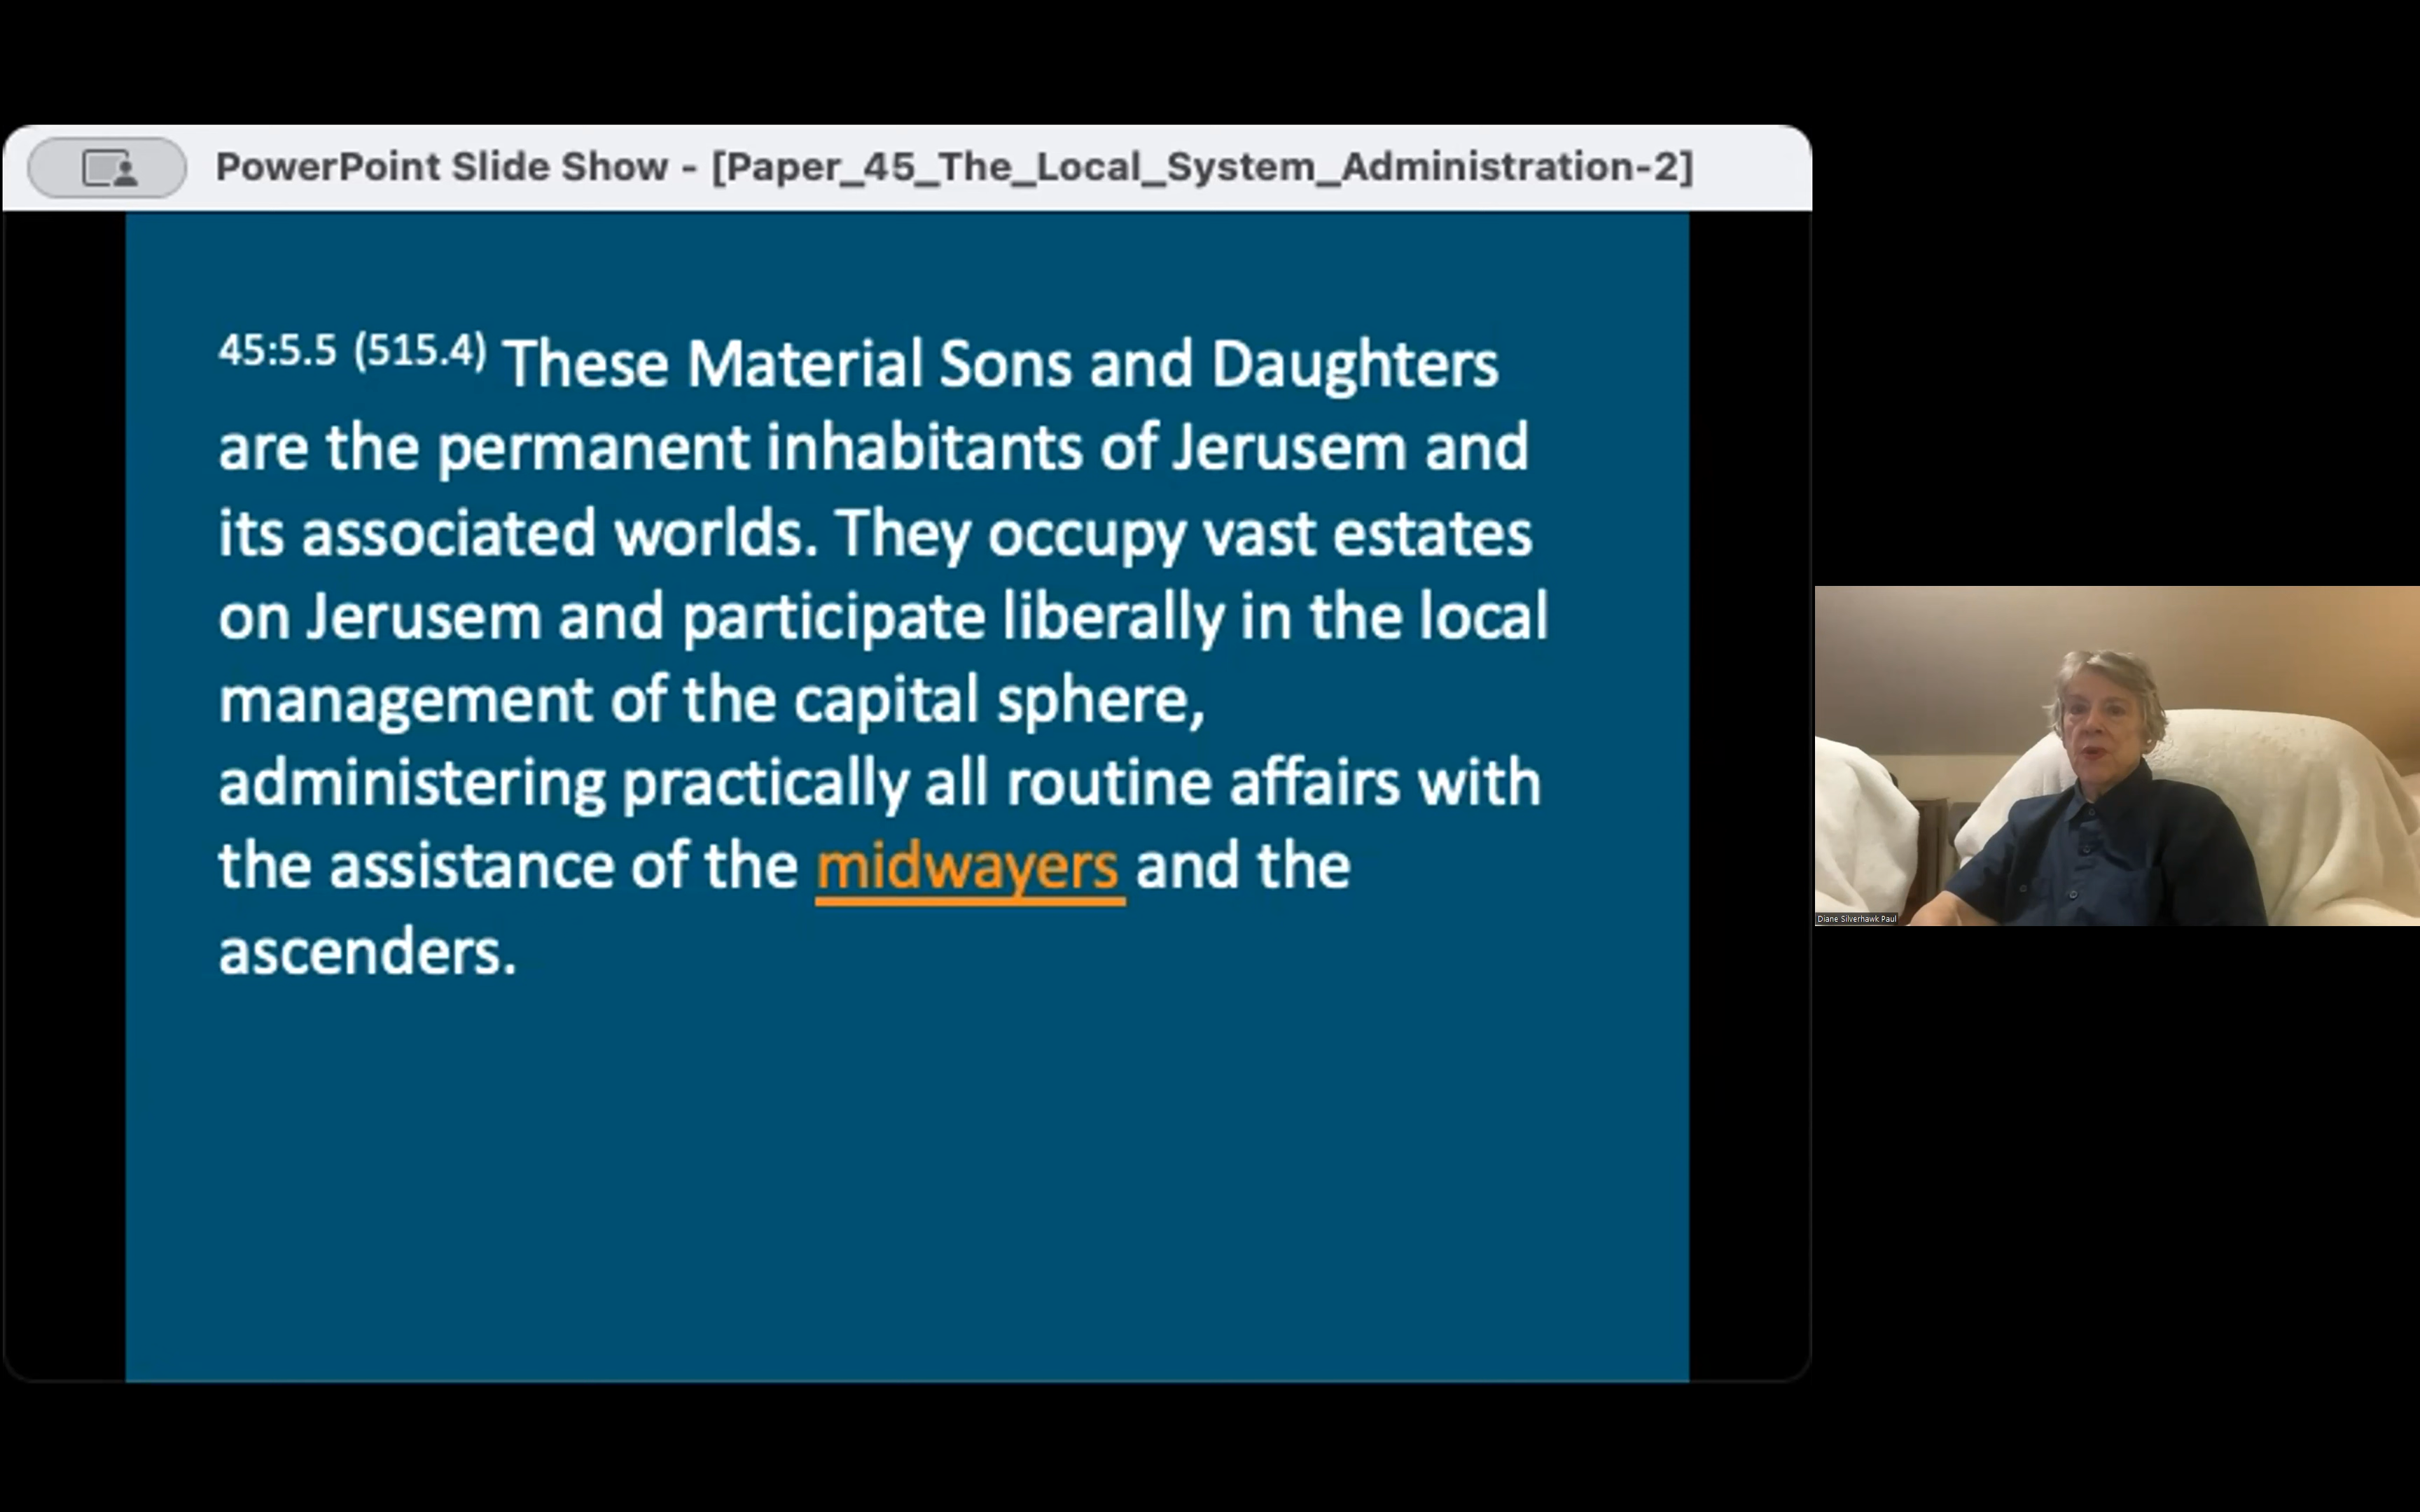 PowerPoint Slide Show - [Paper_45_The_Local_System_Administration-2]
45:5.5 (515.4) These Material Sons and Daughters
are the permanent inhabitants of Jerusem and
its associated worlds. They occupy vast estates
on Jerusem and participate liberally in the local
management of the capital sphere,
administering practically all routine affairs with
the assistance of the midwayers and the
ascenders.
Diane Silverhawk Paul